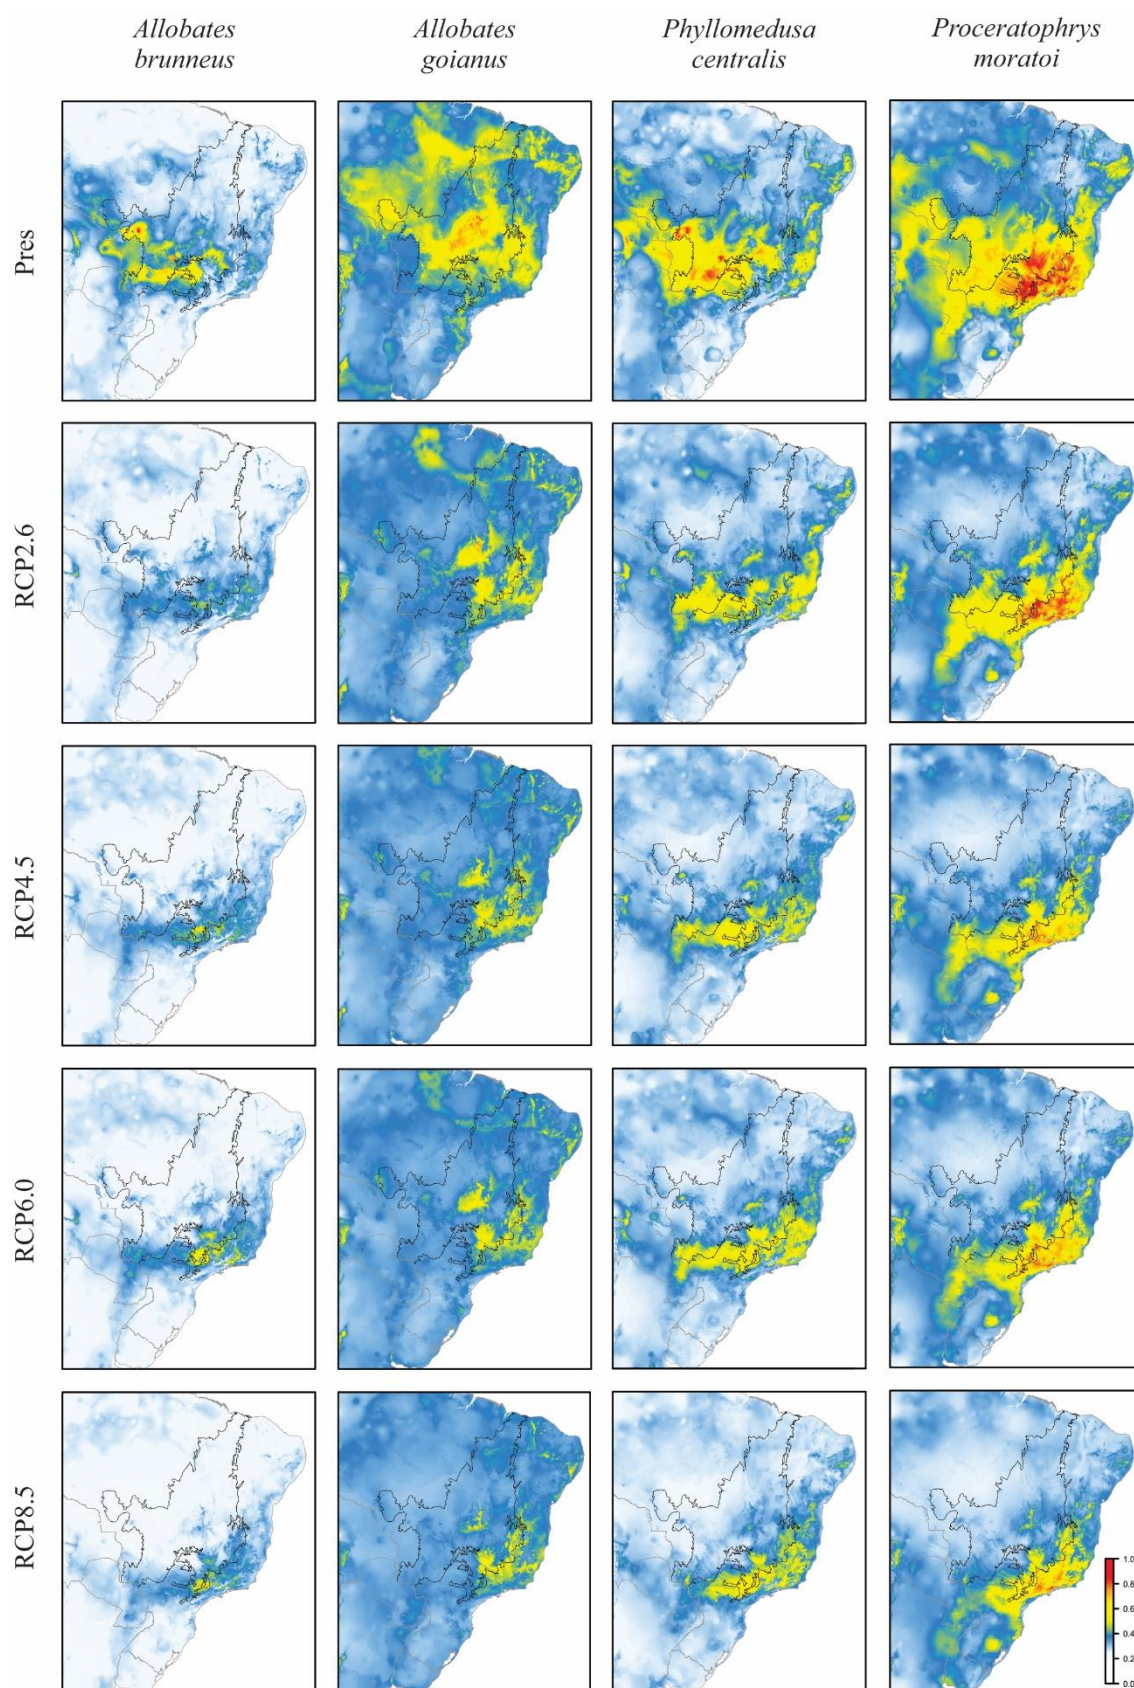 Allobates brunneus
Allobates goianus
Phyllomedusa centralis
Proceratophrys moratoi
Pres
RCP2.6
RCP4.5
RCP6.0
RCP8.5
1.0
0.8
0.6
0.4
0.2
0.0